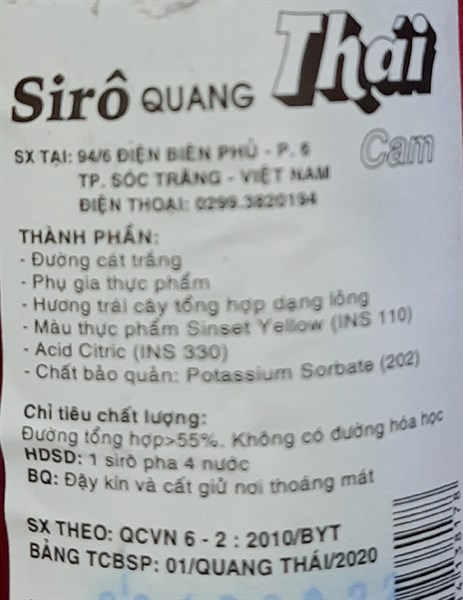 Sirô QUANG Thái
Cam
SX TẠI: 94/6 ĐIỆN BIÊN PHỦ - P. 6
TP. SÓC TRĂNG - VIỆT NAM
ĐIỆN THOẠI: 0299.3820194
THÀNH PHẦN:
- Đường cát trắng
- Phụ gia thực phẩm
- Hương trái cây tổng hợp dạng lỏng
- Màu thực phẩm Sinset Yellow (INS 110)
- Acid Citric (INS 330)
- Chất bảo quản: Potassium Sorbate (202)
Chỉ tiêu chất lượng:
Đường tổng hợp>55%. Không có đường hóa học
HDSD: 1 sirô pha 4 nước
BQ: Đậy kín và cất giữ nơi thoáng mát
SX THEO: QCVN 6 - 2 : 2010/BYT
BẢNG TCBSP: 01/QUANG THÁI/2020